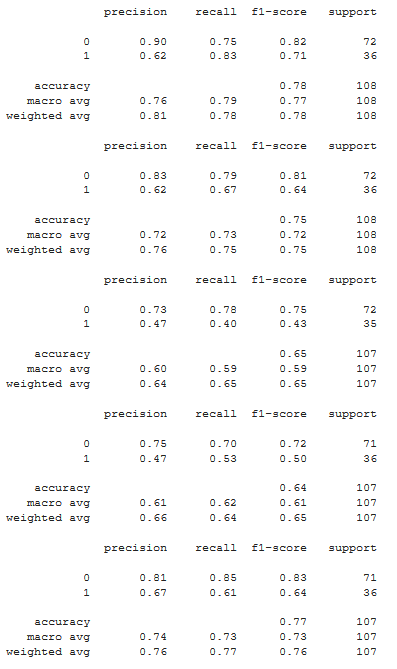 precision recall f1-score support
0 0.90 0.75 0.82 72
1 0.62 0.83 0.71 36
accuracy 0.78 108
macro avg 0.76 0.79 0.77 108
weighted avg 0.81 0.78 0.78 108
precision recall f1-score support
0 0.83 0.79 0.81 72
1 0.62 0.67 0.64 36
accuracy 0.75 108
macro avg 0.72 0.73 0.72 108
weighted avg 0.76 0.75 0.75 108
precision recall f1-score support
0 0.73 0.78 0.75 72
1 0.47 0.40 0.43 35
accuracy 0.65 107
macro avg 0.60 0.59 0.59 107
weighted avg 0.64 0.65 0.65 107
precision recall f1-score support
0 0.75 0.70 0.72 71
1 0.47 0.53 0.50 36
accuracy 0.64 107
macro avg 0.61 0.62 0.61 107
weighted avg 0.66 0.64 0.65 107
precision recall f1-score support
0 0.81 0.85 0.83 71
1 0.67 0.61 0.64 36
accuracy 0.77 107
macro avg 0.74 0.73 0.73 107
weighted avg 0.76 0.77 0.76 107